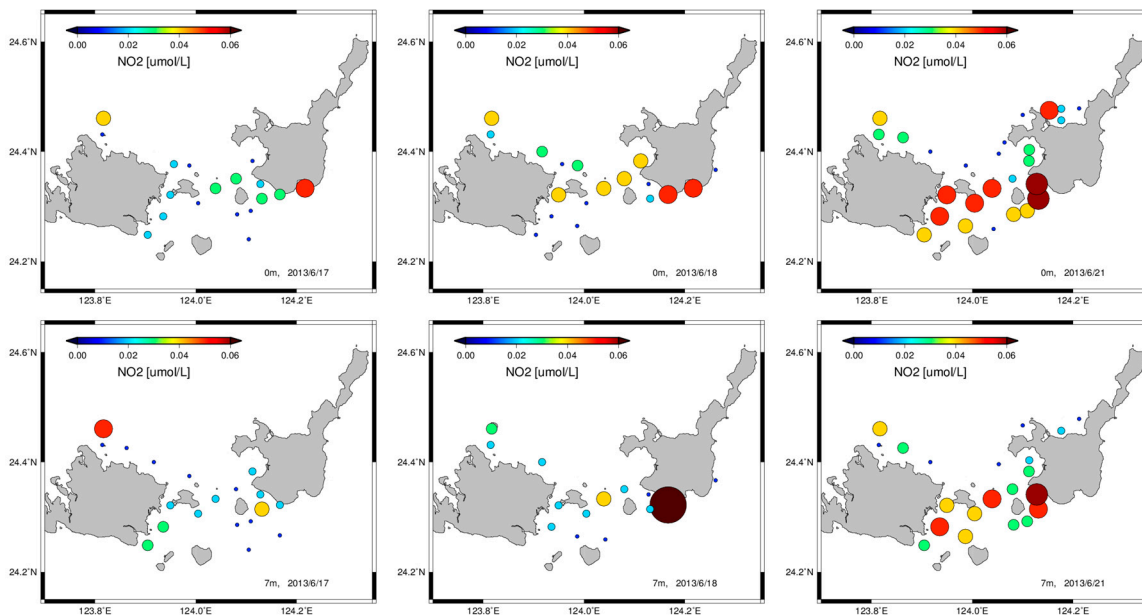 0.00 0.02 0.04 0.06
NO2 [umol/L]
24.6˚N
24.4˚N
24.2˚N
0m, 2013/6/17
123.8˚E 124.0˚E 124.2˚E
0.00 0.02 0.04 0.06
NO2 [umol/L]
24.6˚N
24.4˚N
24.2˚N
0m, 2013/6/18
123.8˚E 124.0˚E 124.2˚E
0.00 0.02 0.04 0.06
NO2 [umol/L]
24.6˚N
24.4˚N
24.2˚N
0m, 2013/6/21
123.8˚E 124.0˚E 124.2˚E
0.00 0.02 0.04 0.06
NO2 [umol/L]
24.6˚N
24.4˚N
24.2˚N
7m, 2013/6/17
123.8˚E 124.0˚E 124.2˚E
0.00 0.02 0.04 0.06
NO2 [umol/L]
24.6˚N
24.4˚N
24.2˚N
7m, 2013/6/18
123.8˚E 124.0˚E 124.2˚E
0.00 0.02 0.04 0.06
NO2 [umol/L]
24.6˚N
24.4˚N
24.2˚N
7m, 2013/6/21
123.8˚E 124.0˚E 124.2˚E